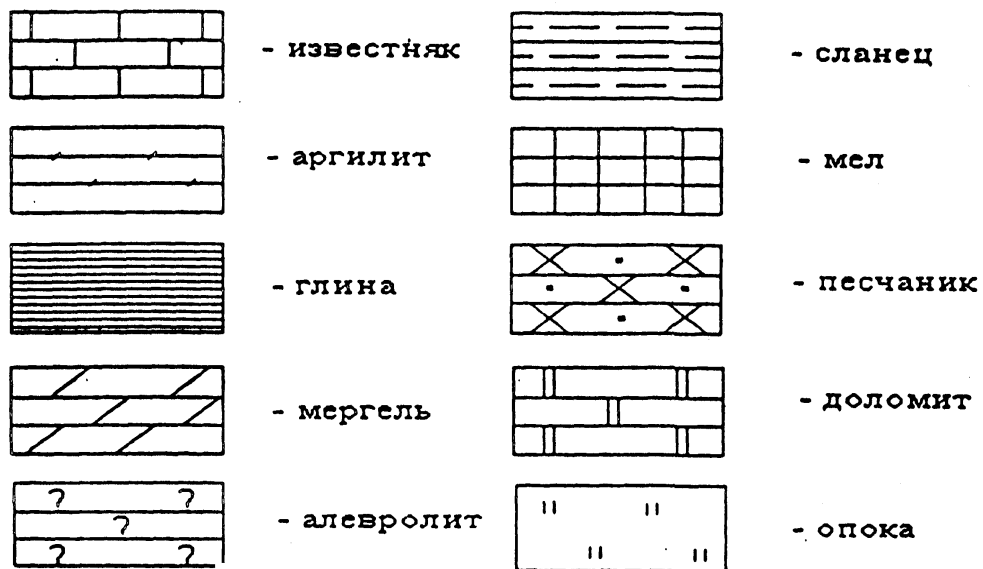 - известняк
- сланец
- аргилит
- мел
- глина
- песчаник
- мергель
- доломит
- алевролит
- опока